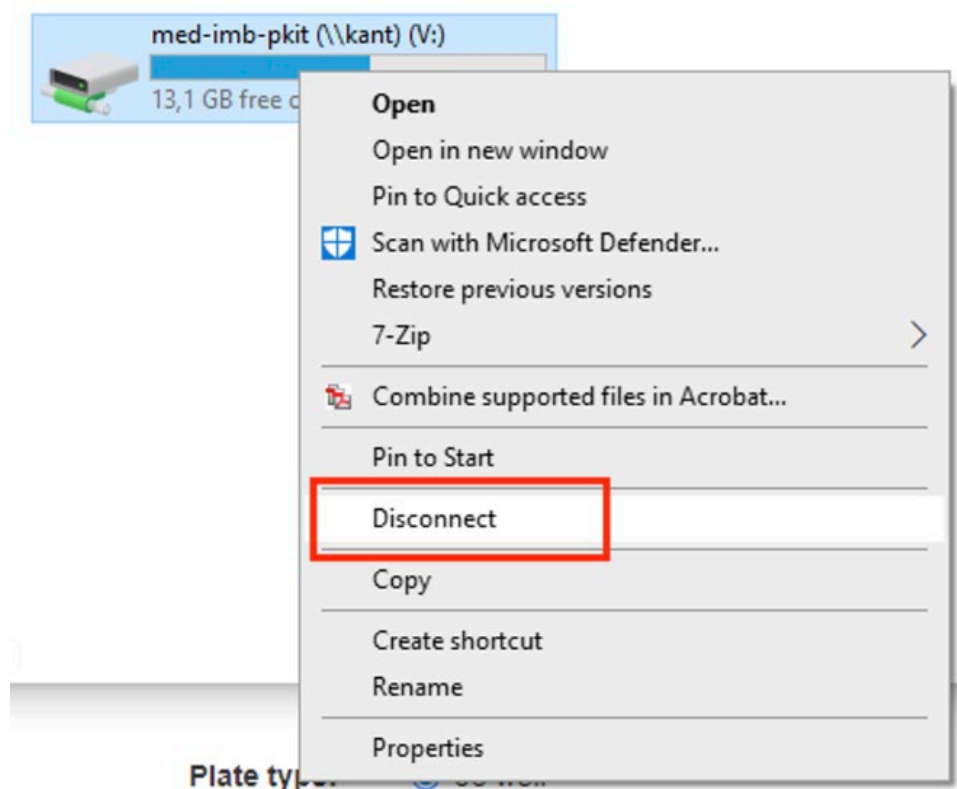 med-imb-pkit (\\kant) (V:)
13,1 GB free
Open
Open in new window
Pin to Quick access
Scan with Microsoft Defender...
Restore previous versions
7-Zip
Combine supported files in Acrobat...
Pin to Start
Disconnect
Copy
Create shortcut
Rename
Properties
Plate type: